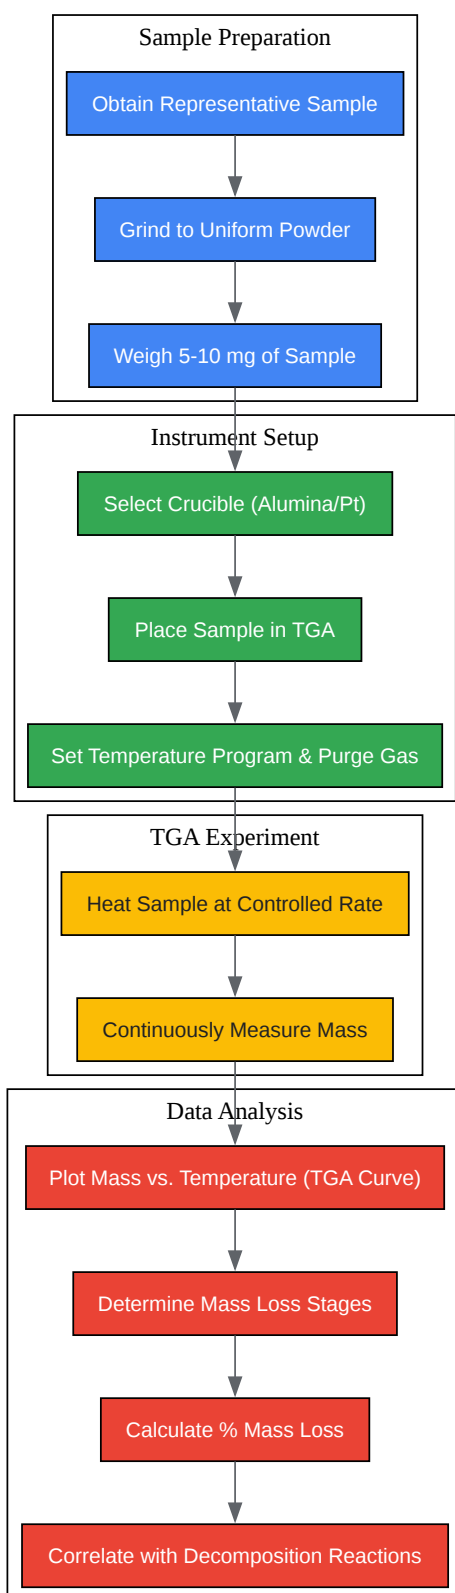 Sample Preparation
Obtain Representative Sample
Grind to Uniform Powder
Weigh 5-10 mg of Sample
Instrument Setup
Select Crucible (Alumina/Pt)
Place Sample in TGA
Set Temperature Program & Purge Gas
TGA Experiment
Heat Sample at Controlled Rate
Continuously Measure Mass
Data Analysis
Plot Mass vs. Temperature (TGA Curve)
Determine Mass Loss Stages
Calculate % Mass Loss
Correlate with Decomposition Reactions